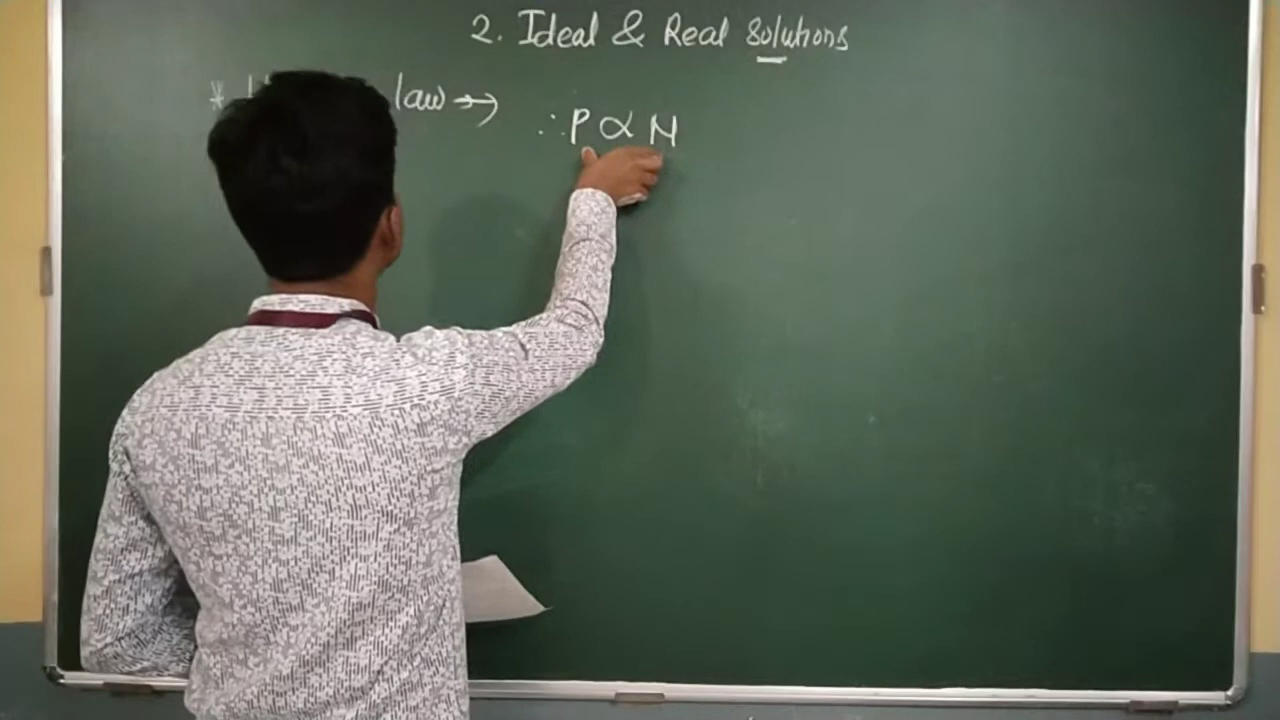 2. Ideal & Real Solutions
* law →
∴ P ∝ N